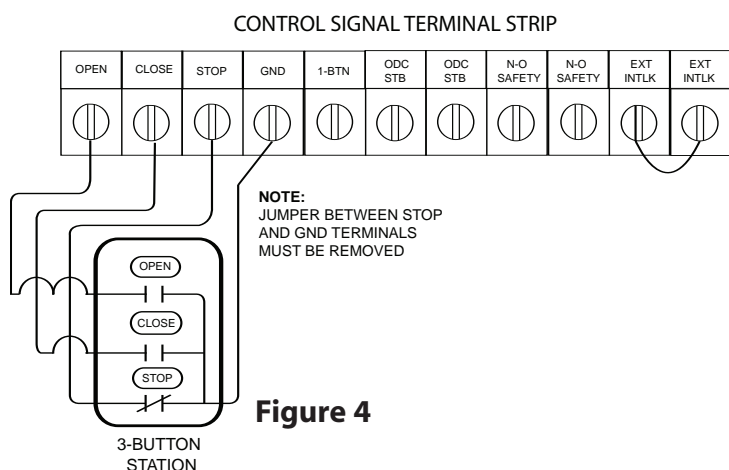 CONTROL SIGNAL TERMINAL STRIP
OPEN
CLOSE
STOP
GND
1-BTN
ODC
STB
ODC
STB
N-O
SAFETY
N-O
SAFETY
EXT
INTLK
EXT
INTLK
NOTE:
JUMPER BETWEEN STOP
AND GND TERMINALS
MUST BE REMOVED
OPEN
CLOSE
STOP
Figure 4
3-BUTTON
STATION